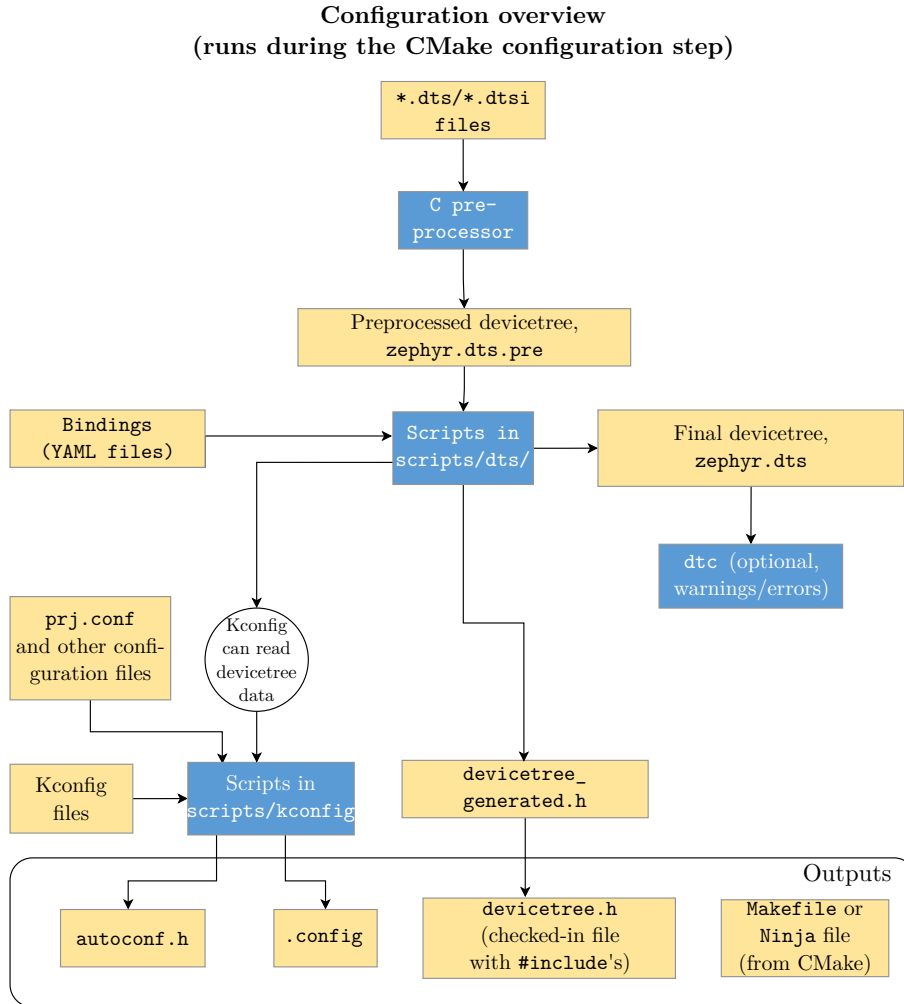 Configuration overview
(runs during the CMake configuration step)
*.dts/*.dtsi
files
C pre-
processor
Preprocessed devicetree,
zephyr.dts.pre
Bindings
(YAML files)
Scripts in
scripts/dts/
Final devicetree,
zephyr.dts
dtc (optional,
warnings/errors)
prj.conf
and other confi-
guration files
Kconfig
can read
devicetree
data
Kconfig
files
Scripts in
scripts/kconfig
devicetree_
generated.h
Outputs
autoconf.h
.config
devicetree.h
(checked-in file
with #include's)
Makefile or
Ninja file
(from CMake)